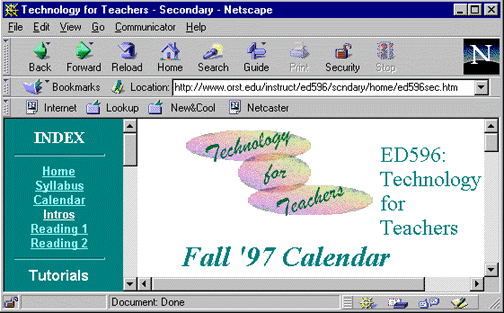 Technology for Teachers - Secondary - Netscape
File Edit View Go Communicator Help
Back Forward Reload Home Search Guide Print Security Stop
N
Bookmarks Location: http://www.orst.edu/instruct/ed596/scndary/home/ed596sec.htm
Internet Lookup New&Cool Netcaster
INDEX
Home
Syllabus
Calendar
Intros
Reading 1
Reading 2
Tutorials
Technology
for
Teachers
ED596:
Technology
for
Teachers
Fall '97 Calendar
Document: Done